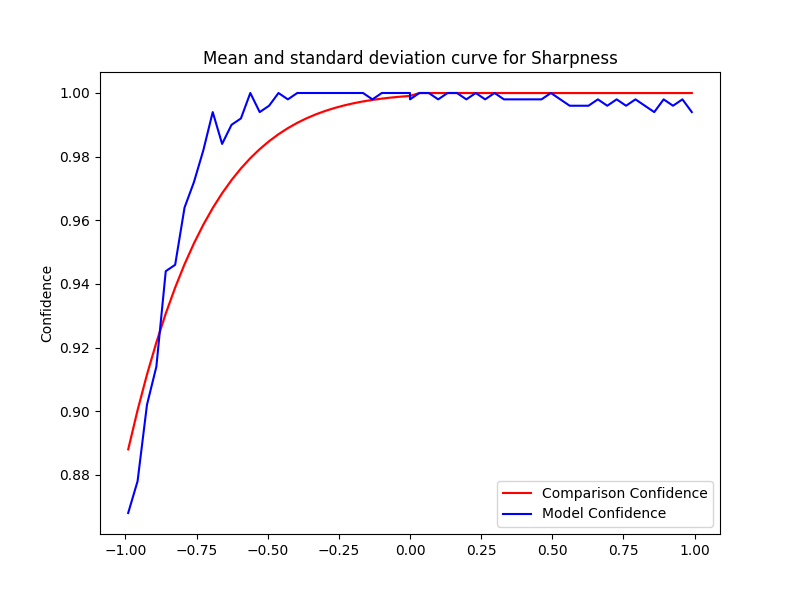 Mean and standard deviation curve for Sharpness
1.00
0.98
0.96
0.94
0.92
0.90
0.88
Confidence
Comparison Confidence
Model Confidence
−1.00 −0.75 −0.50 −0.25 0.00 0.25 0.50 0.75 1.00